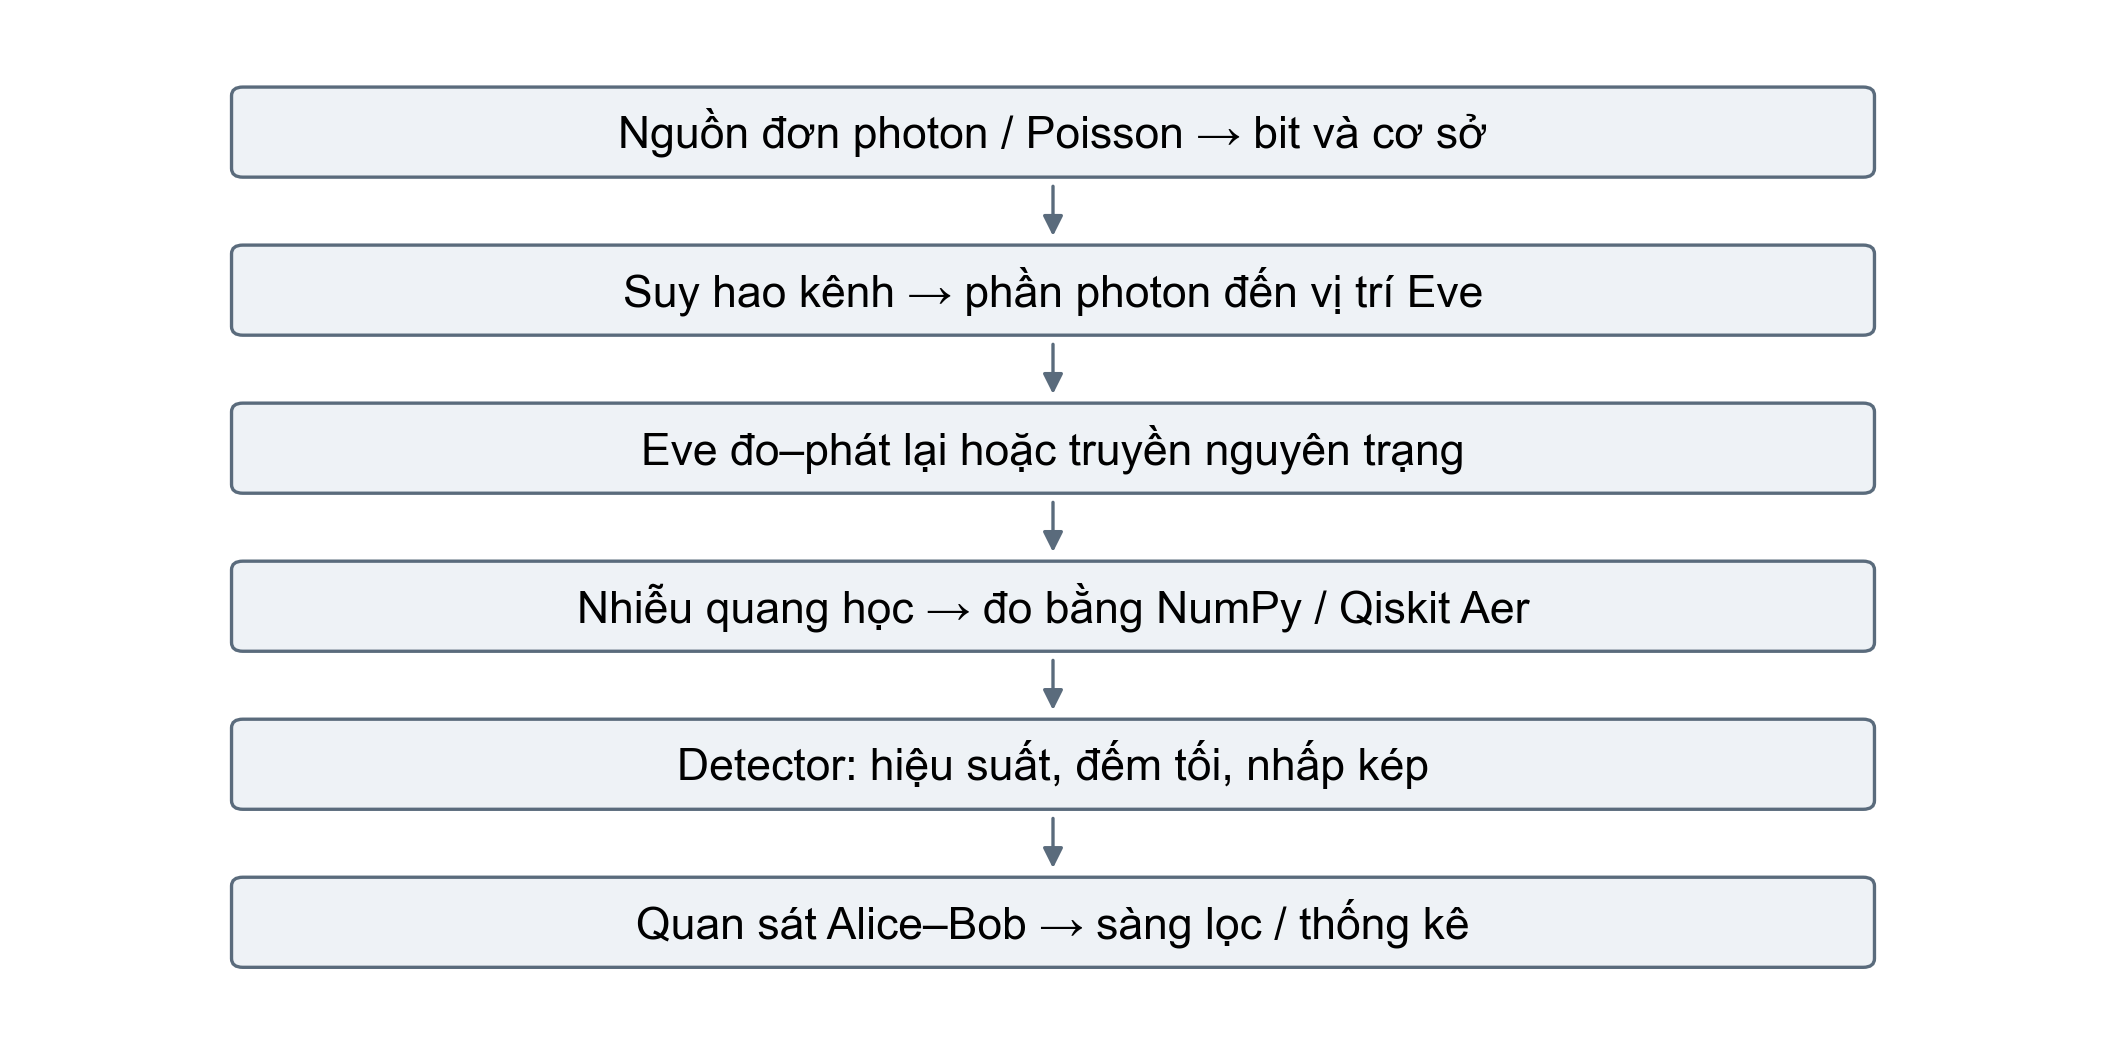 Nguồn đơn photon / Poisson → bit và cơ sở
Suy hao kênh → phần photon đến vị trí Eve
Eve đo–phát lại hoặc truyền nguyên trạng
Nhiễu quang học → đo bằng NumPy / Qiskit Aer
Detector: hiệu suất, đếm tối, nhấp kép
Quan sát Alice–Bob → sàng lọc / thống kê